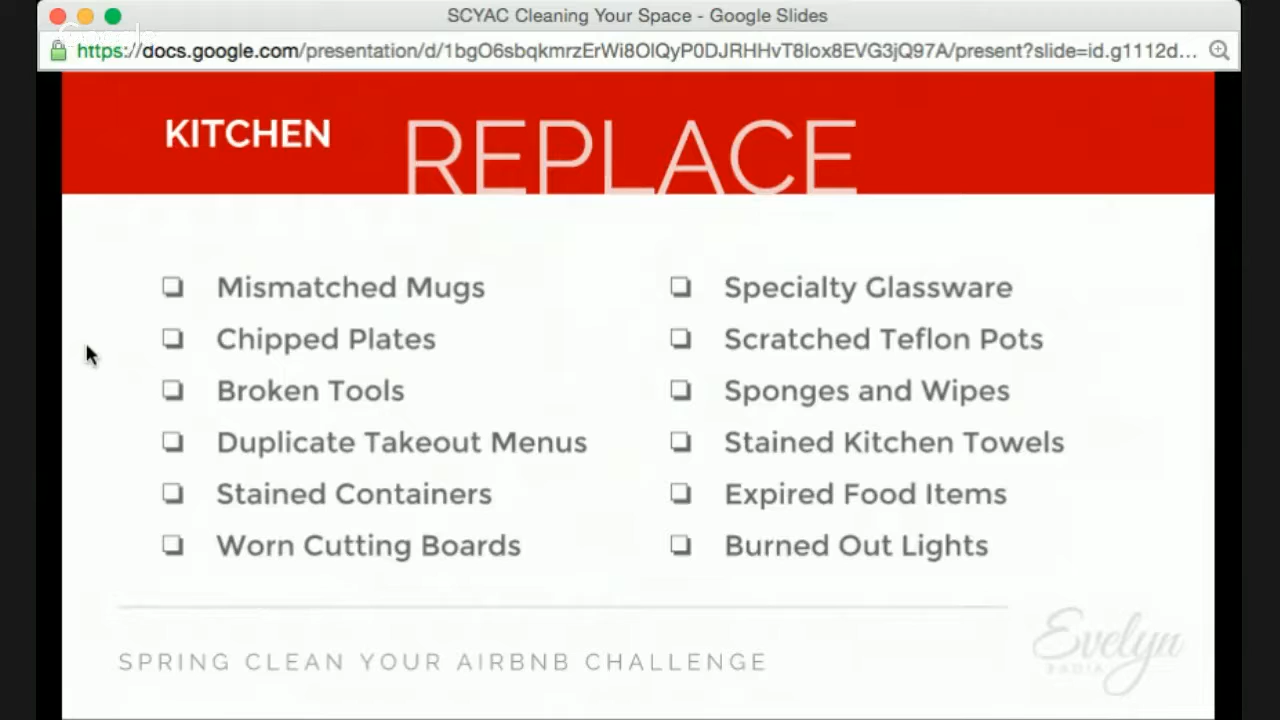 SCYAC Cleaning Your Space - Google Slides
https://docs.google.com/presentation/d/1bgO6sbqkmrzErWi8OlQyP0DJRHHvT8Iox8EVG3jQ97A/present?slide=id.g1112d...
KITCHEN REPLACE
Mismatched Mugs
Chipped Plates
Broken Tools
Duplicate Takeout Menus
Stained Containers
Worn Cutting Boards
Specialty Glassware
Scratched Teflon Pots
Sponges and Wipes
Stained Kitchen Towels
Expired Food Items
Burned Out Lights
SPRING CLEAN YOUR AIRBNB CHALLENGE
Evelyn
BADIA